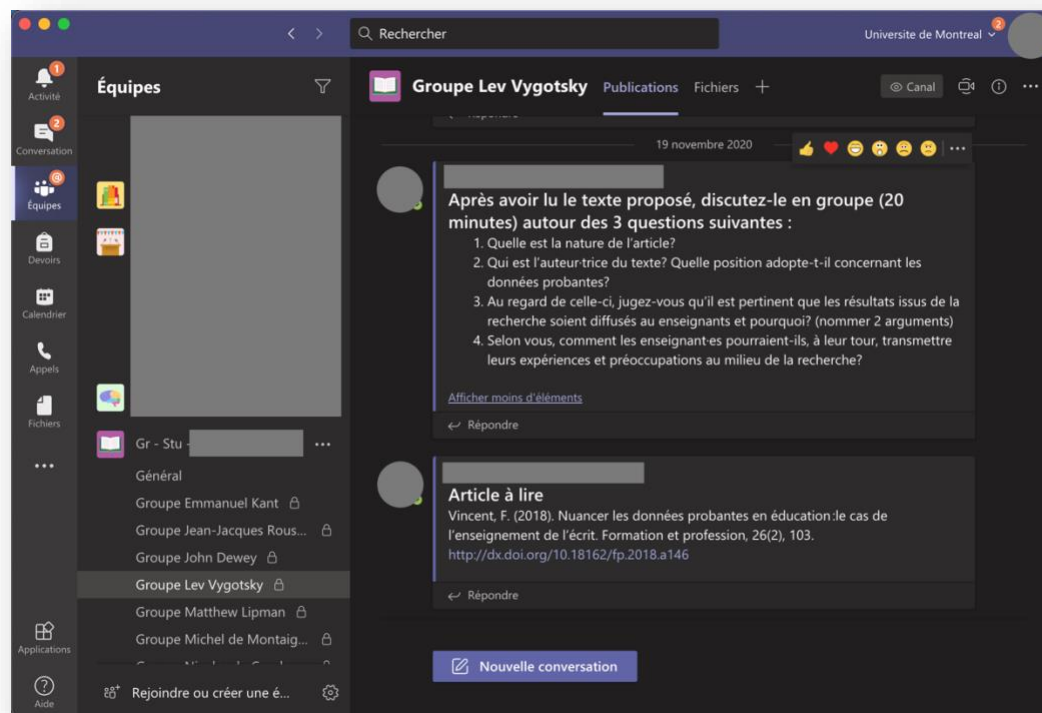 Rechercher
Universite de Montreal
2
1
Activité
2
Conversation
@
Équipes
Devoirs
Calendrier
Appels
Fichiers
Applications
Aide
Équipes
Gr - Stu -
Général
Groupe Emmanuel Kant
Groupe Jean-Jacques Rous...
Groupe John Dewey
Groupe Lev Vygotsky
Groupe Matthew Lipman
Groupe Michel de Montaig...
Rejoindre ou créer une é...
Groupe Lev Vygotsky Publications Fichiers +
Canal
Répondre
19 novembre 2020
Après avoir lu le texte proposé, discutez-le en groupe (20
minutes) autour des 3 questions suivantes :
1. Quelle est la nature de l'article?
2. Qui est l'auteur·trice du texte? Quelle position adopte-t-il concernant les
données probantes?
3. Au regard de celle-ci, jugez-vous qu'il est pertinent que les résultats issus de la
recherche soient diffusés au enseignants et pourquoi? (nommer 2 arguments)
4. Selon vous, comment les enseignant·es pourraient-ils, à leur tour, transmettre
leurs expériences et préoccupations au milieu de la recherche?
Afficher moins d'éléments
Répondre
Article à lire
Vincent, F. (2018). Nuancer les données probantes en éducation :le cas de
l'enseignement de l'écrit. Formation et profession, 26(2), 103.
http://dx.doi.org/10.18162/fp.2018.a146
Répondre
Nouvelle conversation